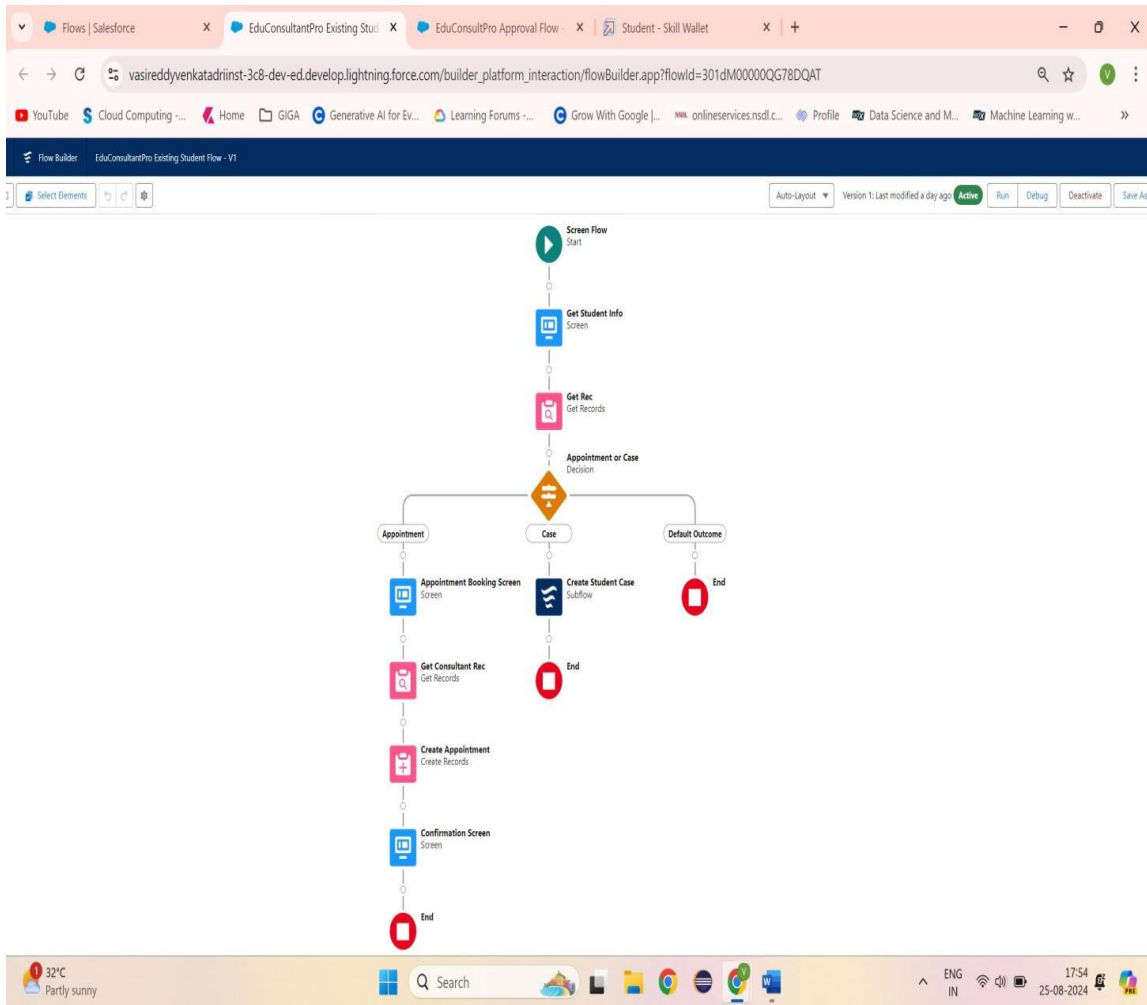 Flows | Salesforce
EduConsultantPro Existing Stud
EduConsultPro Approval Flow -
Student - Skill Wallet
vasireddyvenkatadriinst-3c8-dev-ed.develop.lightning.force.com/builder_platform_interaction/flowBuilder.app?flowId=301dM00000QG78DQAT
V
YouTube
Cloud Computing -...
Home
GIGA
Generative AI for Ev...
Learning Forums -...
Grow With Google |...
onlineservices.nsdl.c...
Profile
Data Science and M...
Machine Learning w...
Flow Builder
EduConsultantPro Existing Student Flow - V1
Select Elements
Auto-Layout
Version 1: Last modified a day ago
Active
Run
Debug
Deactivate
Save As
Screen Flow
Start
Get Student Info
Screen
Get Rec
Get Records
Appointment or Case
Decision
Appointment
Case
Default Outcome
Appointment Booking Screen
Screen
Create Student Case
Subflow
End
Get Consultant Rec
Get Records
End
Create Appointment
Create Records
Confirmation Screen
Screen
End
1
32°C
Partly sunny
Search
ENG
IN
17:54
25-08-2024
PRE